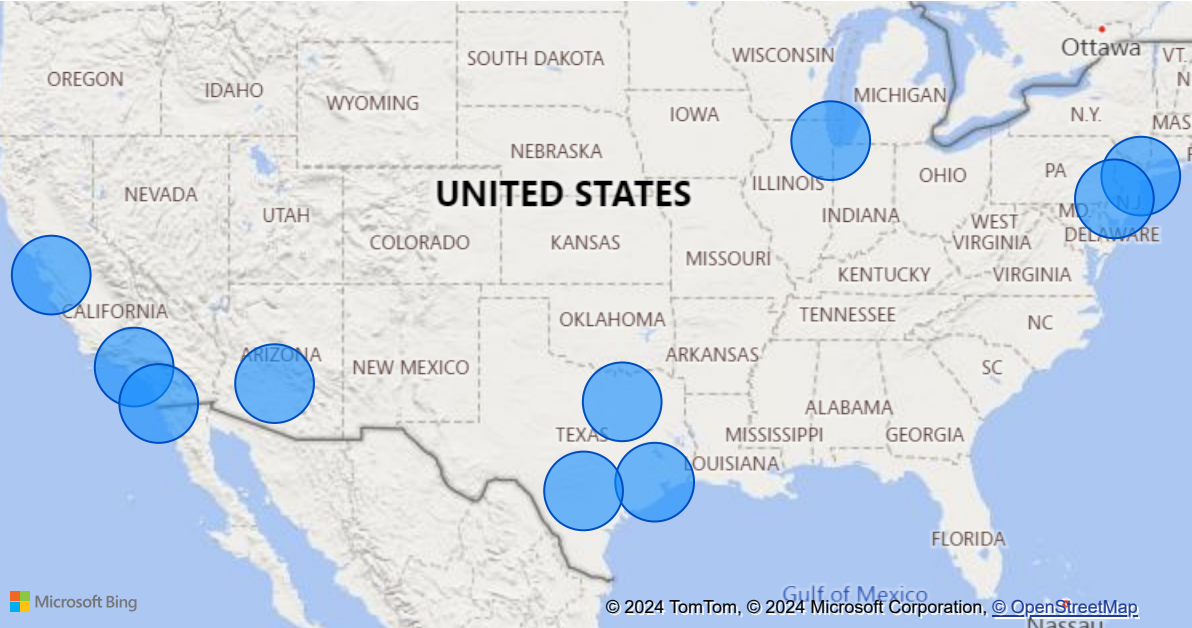 Ottawa
WISCONSIN
VT.
SOUTH DAKOTA
OREGON
N
IDAHO
MICHIGAN
WYOMING
IOWA
N.Y.
MAS
NEBRASKA
PA
OHIO
ILLINOIS
NEVADA
UNITED STATES
N.J.
MD.
UTAH
INDIANA
WEST
VIRGINIA
DELAWARE
COLORADO
KANSAS
MISSOURI
KENTUCKY
VIRGINIA
CALIFORNIA
TENNESSEE
OKLAHOMA
NC
ARIZONA
ARKANSAS
NEW MEXICO
SC
ALABAMA
TEXAS
MISSISSIPPI
GEORGIA
LOUISIANA
FLORIDA
Gulf of Mexico
Microsoft Bing
© 2024 TomTom, © 2024 Microsoft Corporation, © OpenStreetMap
Nassau